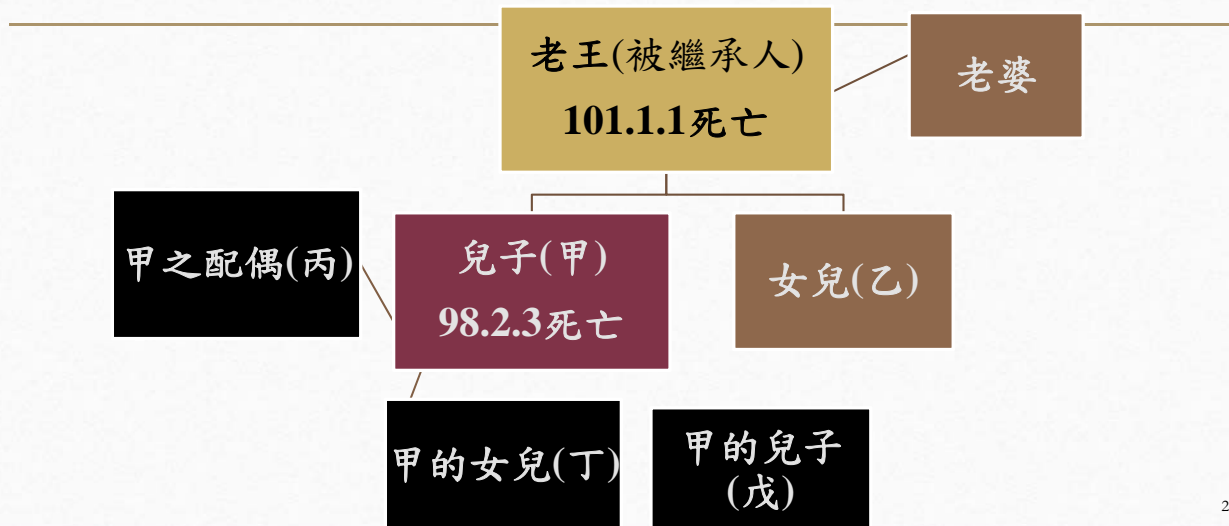 老王(被繼承人)
101.1.1死亡
老婆
甲之配偶(丙)
兒子(甲)
98.2.3死亡
女兒(乙)
甲的女兒(丁)
甲的兒子
(戊)
2